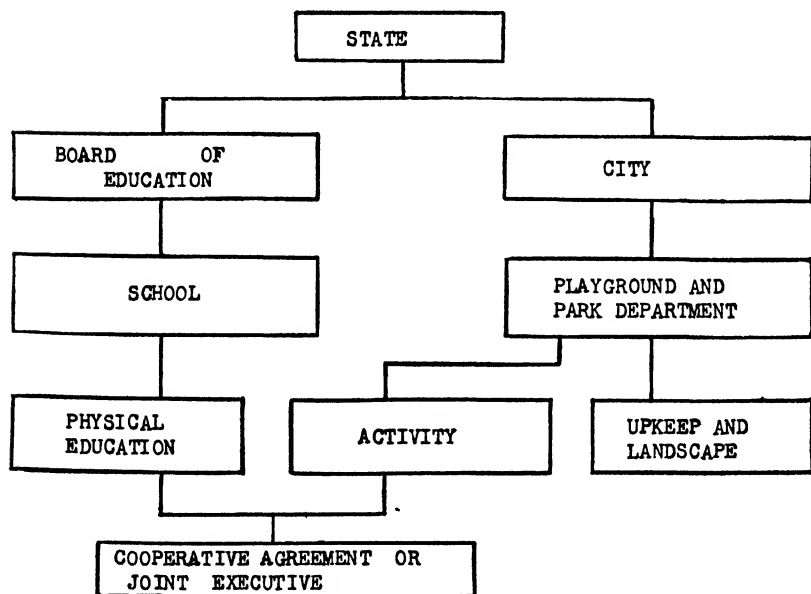 STATE
BOARD OF
EDUCATION
CITY
SCHOOL
PLAYGROUND AND
PARK DEPARTMENT
PHYSICAL
EDUCATION
ACTIVITY
UPKEEP AND
LANDSCAPE
COOPERATIVE AGREEMENT OR
JOINT EXECUTIVE